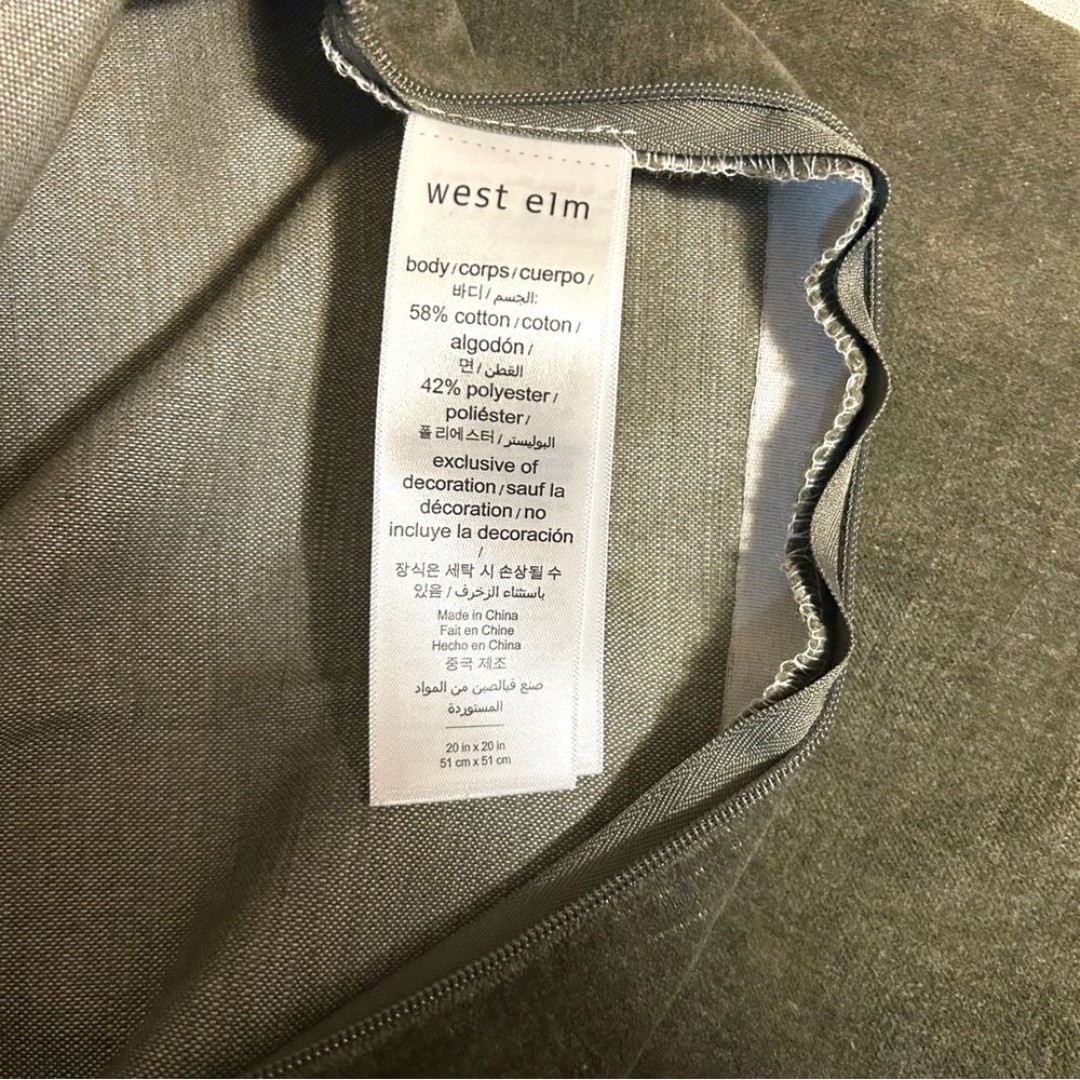 west elm
body/corps/cuerpo/
바디/الجسم:
58% cotton/coton/
algodón/
면/القطن
42% polyester/
poliéster/
폴리에스터/البوليستر
exclusive of
decoration/sauf la
décoration/no
incluye la decoración
/
장식은 세탁 시 손상될 수
있음/باستثناء الزخرف
Made in China
Fait en Chine
Hecho en China
중국 제조
صنع فيالصين من المواد
المستوردة
20 in x 20 in
51 cm x 51 cm